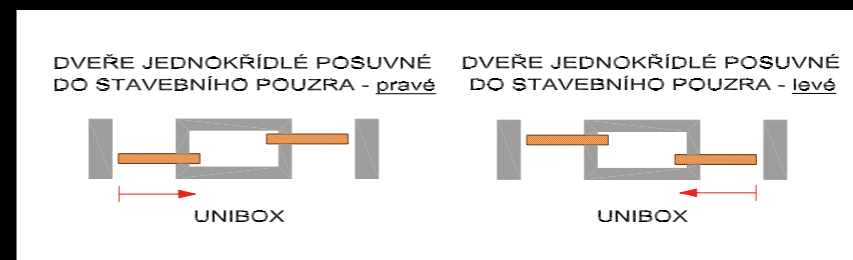 DVEŘE JEDNOKŘÍDLÉ POSUVNÉ
DO STAVEBNÍHO POUZRA - pravé
UNIBOX
DVEŘE JEDNOKŘÍDLÉ POSUVNÉ
DO STAVEBNÍHO POUZRA - levé
UNIBOX